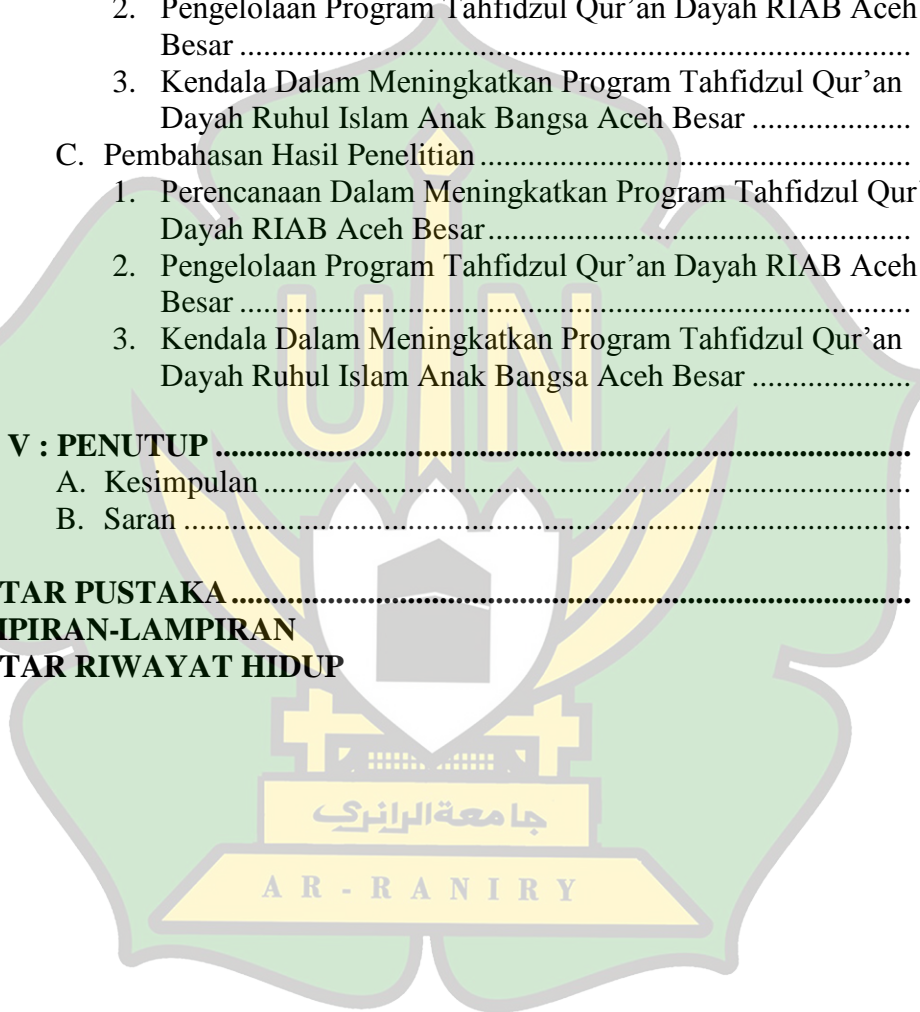 2. Pengelolaan Program Tahfidzul Qur’an Dayah RIAB Aceh
Besar ................................................................................
3. Kendala Dalam Meningkatkan Program Tahfidzul Qur’an
Dayah Ruhul Islam Anak Bangsa Aceh Besar ...................
C. Pembahasan Hasil Penelitian .....................................................
1. Perencanaan Dalam Meningkatkan Program Tahfidzul Qur’
Dayah RIAB Aceh Besar...................................................
2. Pengelolaan Program Tahfidzul Qur’an Dayah RIAB Aceh
Besar ................................................................................
3. Kendala Dalam Meningkatkan Program Tahfidzul Qur’an
Dayah Ruhul Islam Anak Bangsa Aceh Besar ...................
V : PENUTUP ........................................................................................
A. Kesimpulan ................................................................................
B. Saran ..........................................................................................
TAR PUSTAKA ......................................................................................
IPIRAN-LAMPIRAN
TAR RIWAYAT HIDUP
UIN
جامعةالرانري
AR-RANIRY